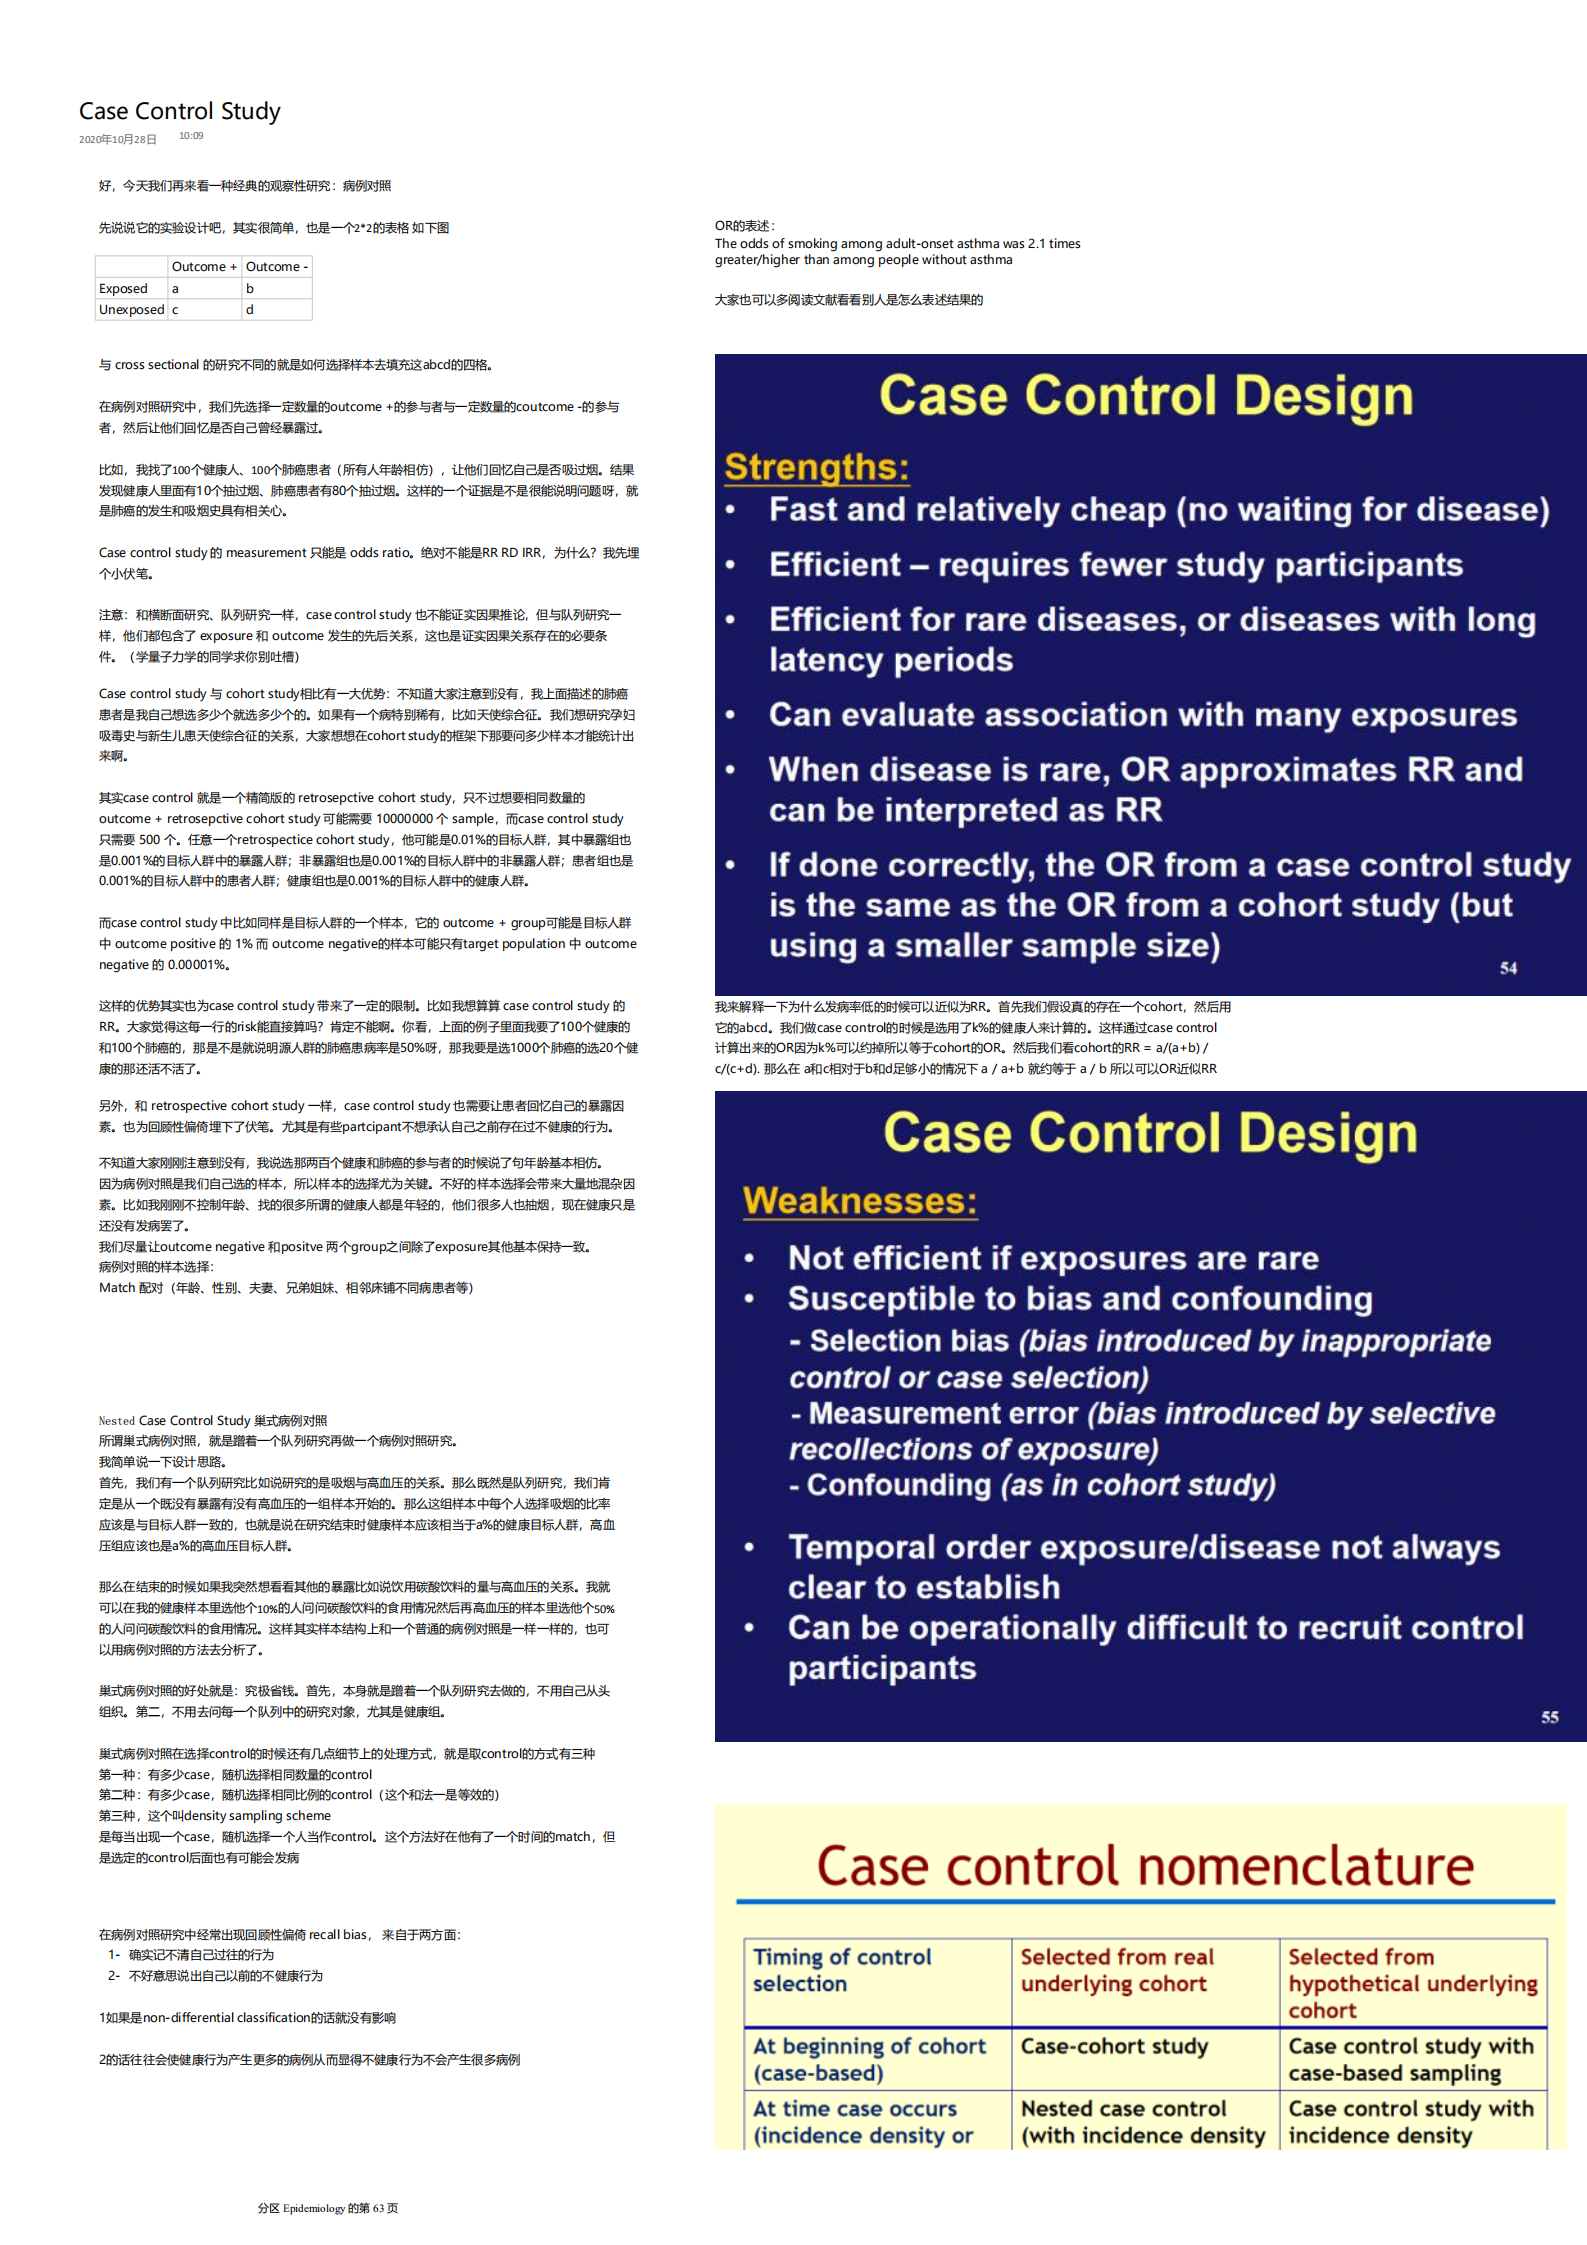 Case Control Study
2020年10月28日 10:09
好，今天我们再来看一种经典的观察性研究：病例对照
先说说它的实验设计吧，其实很简单，也是一个2*2的表格 如下图
Outcome + Outcome -
Exposed a b
Unexposed c d
与 cross sectional 的研究不同的就是如何选择样本去填充这abcd的四格。
在病例对照研究中，我们先选择一定数量的outcome +的参与者与一定数量的coutcome -的参与
者，然后让他们回忆是否自己曾经暴露过。
比如，我找了100个健康人、100个肺癌患者（所有人年龄相仿），让他们回忆自己是否吸过烟。结果
发现健康人里面有10个抽过烟、肺癌患者有80个抽过烟。这样的一个证据是不是很能说明问题呀，就
是肺癌的发生和吸烟史具有相关心。
Case control study 的 measurement 只能是 odds ratio。绝对不能是RR RD IRR，为什么？我先埋
个小伏笔。
注意：和横断面研究、队列研究一样，case control study 也不能证实因果推论，但与队列研究一
样，他们都包含了 exposure 和 outcome 发生的先后关系，这也是证实因果关系存在的必要条
件。（学量子力学的同学求你别吐槽）
Case control study 与 cohort study相比有一大优势：不知道大家注意到没有，我上面描述的肺癌
患者是我自己想选多少个就选多少个的。如果有一个病特别稀有，比如天使综合征。我们想研究孕妇
吸毒史与新生儿患天使综合征的关系，大家想想在cohort study的框架下那要问多少样本才能统计出
来啊。
其实case control 就是一个精简版的 retrosepctive cohort study，只不过想要相同数量的
outcome + retrosepctive cohort study 可能需要 10000000 个 sample，而case control study
只需要 500 个。任意一个retrospectice cohort study，他可能是0.01%的目标人群，其中暴露组也
是0.001%的目标人群中的暴露人群；非暴露组也是0.001%的目标人群中的非暴露人群；患者组也是
0.001%的目标人群中的患者人群；健康组也是0.001%的目标人群中的健康人群。
而case control study 中比如同样是目标人群的一个样本，它的 outcome + group可能是目标人群
中 outcome positive 的 1% 而 outcome negative的样本可能只有target population 中 outcome
negative 的 0.00001%。
这样的优势其实也为case control study 带来了一定的限制。比如我想算算 case control study 的
RR。大家觉得这每一行的risk能直接算吗？肯定不能啊。你看，上面的例子里面我要了100个健康的
和100个肺癌的，那是不是就说明源人群的肺癌患病率是50%呀，那我要是选1000个肺癌的选20个健
康的那还活不活了。
另外，和 retrospective cohort study 一样，case control study 也需要让患者回忆自己的暴露因
素。也为回顾性偏倚埋下了伏笔。尤其是有些partcipant不想承认自己之前存在过不健康的行为。
不知道大家刚刚注意到没有，我说选那两百个健康和肺癌的参与者的时候说了句年龄基本相仿。
因为病例对照是我们自己选的样本，所以样本的选择尤为关键。不好的样本选择会带来大量地混杂因
素。比如我刚刚不控制年龄、找的很多所谓的健康人都是年轻的，他们很多人也抽烟，现在健康只是
还没有发病罢了。
我们尽量让outcome negative 和positve 两个group之间除了exposure其他基本保持一致。
病例对照的样本选择：
Match 配对（年龄、性别、夫妻、兄弟姐妹、相邻床铺不同病患者等）
Nested Case Control Study 巢式病例对照
所谓巢式病例对照，就是蹭着一个队列研究再做一个病例对照研究。
我简单说一下设计思路。
首先，我们有一个队列研究比如说研究的是吸烟与高血压的关系。那么既然是队列研究，我们肯
定是从一个既没有暴露有没有高血压的一组样本开始的。那么这组样本中每个人选择吸烟的比率
应该是与目标人群一致的，也就是说在研究结束时健康样本应该相当于a%的健康目标人群，高血
压组应该也是a%的高血压目标人群。
那么在结束的时候如果我突然想看看其他的暴露比如说饮用碳酸饮料的量与高血压的关系。我就
可以在我的健康样本里选他个10%的人问问碳酸饮料的食用情况然后再高血压的样本里选他个50%
的人问问碳酸饮料的食用情况。这样其实样本结构上和一个普通的病例对照是一样一样的，也可
以用病例对照的方法去分析了。
巢式病例对照的好处就是：究极省钱。首先，本身就是蹭着一个队列研究去做的，不用自己从头
组织。第二，不用去问每一个队列中的研究对象，尤其是健康组。
巢式病例对照在选择control的时候还有几点细节上的处理方式，就是取control的方式有三种
第一种：有多少case，随机选择相同数量的control
第二种：有多少case，随机选择相同比例的control（这个和法一是等效的）
第三种，这个叫density sampling scheme
是每当出现一个case，随机选择一个人当作control。这个方法好在他有了一个时间的match，但
是选定的control后面也有可能会发病
在病例对照研究中经常出现回顾性偏倚 recall bias， 来自于两方面：
1- 确实记不清自己过往的行为
2- 不好意思说出自己以前的不健康行为
1如果是non-differential classification的话就没有影响
2的话往往会使健康行为产生更多的病例从而显得不健康行为不会产生很多病例
OR的表述：
The odds of smoking among adult-onset asthma was 2.1 times
greater/higher than among people without asthma
大家也可以多阅读文献看看别人是怎么表述结果的
Case Control Design
Strengths:
• Fast and relatively cheap (no waiting for disease)
• Efficient – requires fewer study participants
• Efficient for rare diseases, or diseases with long
latency periods
• Can evaluate association with many exposures
• When disease is rare, OR approximates RR and
can be interpreted as RR
• If done correctly, the OR from a case control study
is the same as the OR from a cohort study (but
using a smaller sample size)
54
我来解释一下为什么发病率低的时候可以近似为RR。首先我们假设真的存在一个cohort，然后用
它的abcd。我们做case control的时候是选用了k%的健康人来计算的。这样通过case control
计算出来的OR因为k%可以约掉所以等于cohort的OR。然后我们看cohort的RR = a/(a+b) /
c/(c+d). 那么在 a和c相对于b和d足够小的情况下 a / a+b 就约等于 a / b 所以可以OR近似RR
Case Control Design
Weaknesses:
• Not efficient if exposures are rare
• Susceptible to bias and confounding
- Selection bias (bias introduced by inappropriate
control or case selection)
- Measurement error (bias introduced by selective
recollections of exposure)
- Confounding (as in cohort study)
• Temporal order exposure/disease not always
clear to establish
• Can be operationally difficult to recruit control
participants
55
Case control nomenclature
Timing of control
selection
Selected from real
underlying cohort
Selected from
hypothetical underlying
cohort
At beginning of cohort
(case-based)
Case-cohort study
Case control study with
case-based sampling
At time case occurs
(incidence density or
Nested case control
(with incidence density
Case control study with
incidence density
分区 Epidemiology 的第 63 页